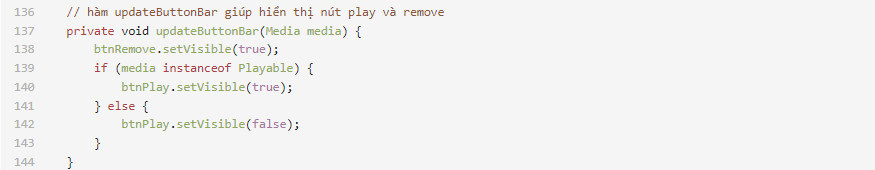 136 // hàm updateButtonBar giúp hiển thị nút play và remove
137 private void updateButtonBar(Media media) {
138 btnRemove.setVisible(true);
139 if (media instanceof Playable) {
140 btnPlay.setVisible(true);
141 } else {
142 btnPlay.setVisible(false);
143 }
144 }